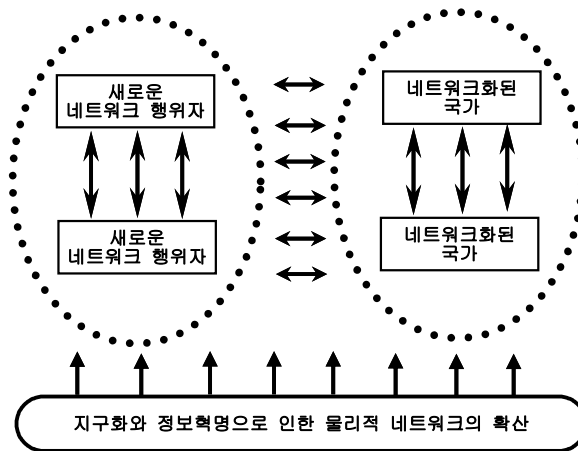 새로운
네트워크 행위자
네트워크화된
국가
새로운
네트워크 행위자
네트워크화된
국가
지구화와 정보혁명으로 인한 물리적 네트워크의 확산